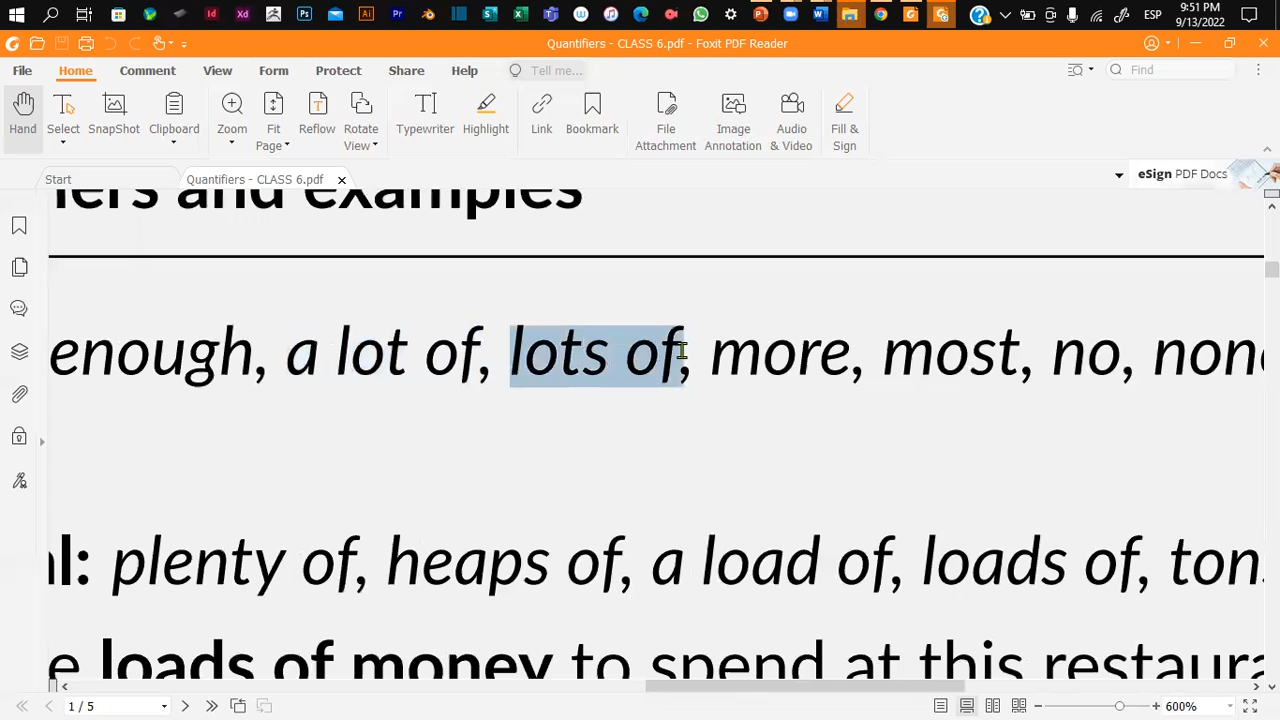 9:51 PM
ESP
9/13/2022
Quantifiers - CLASS 6.pdf - Foxit PDF Reader
File
Home
Comment
View
Form
Protect
Share
Help
Tell me...
Find
Hand
Select
SnapShot
Clipboard
Zoom
Fit Page
Reflow
Rotate View
Typewriter
Highlight
Link
Bookmark
File Attachment
Image Annotation
Audio & Video
Fill & Sign
Start
Quantifiers - CLASS 6.pdf
eSign PDF Docs
iers and examples
enough, a lot of, lots of, more, most, no, none
al: plenty of, heaps of, a load of, loads of, tons
e loads of money to spend at this restaura
1 / 5
600%